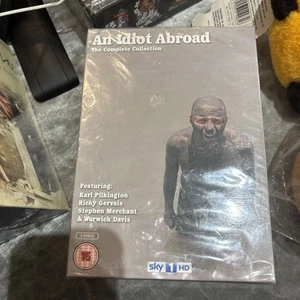 An Idiot Abroad
The Complete Collection
Featuring:
Karl Pilkington
Ricky Gervais
Stephen Merchant
& Warwick Davis
15
sky 1 HD